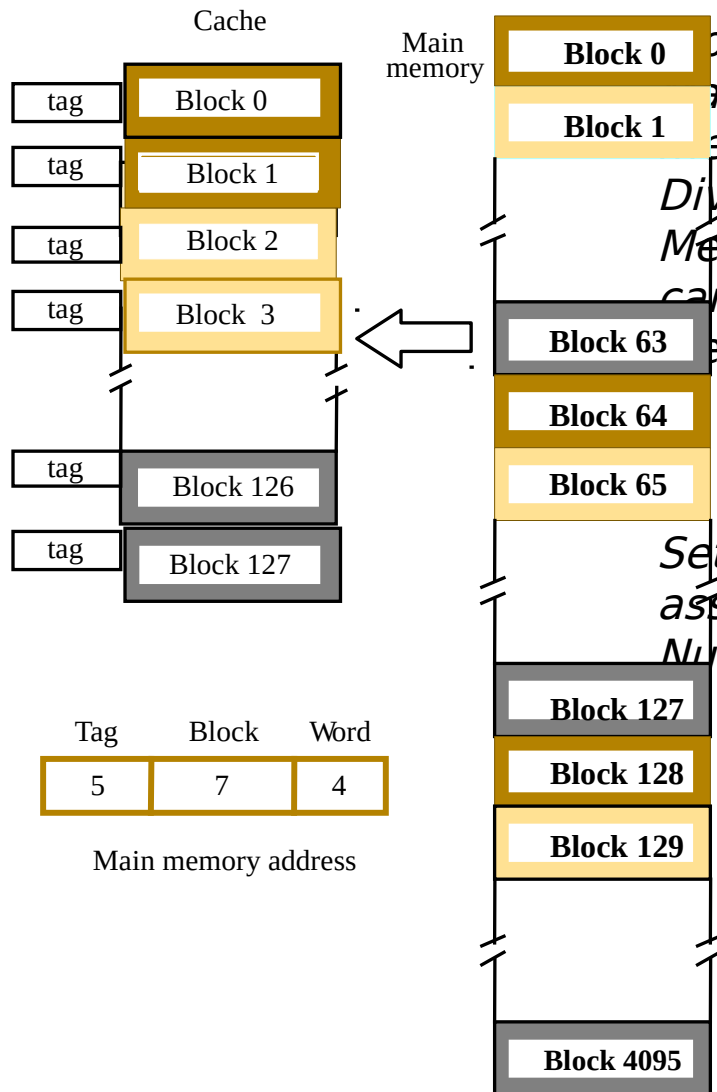 Cache
tag
Block 0
tag
Block 1
tag
Block 2
tag
Block 3
tag
Block 126
tag
Block 127
Main
memory
Block 0
Block 1
Block 63
Block 64
Block 65
Block 127
Block 128
Block 129
Block 4095
Tag Block Word
5 7 4
Main memory address